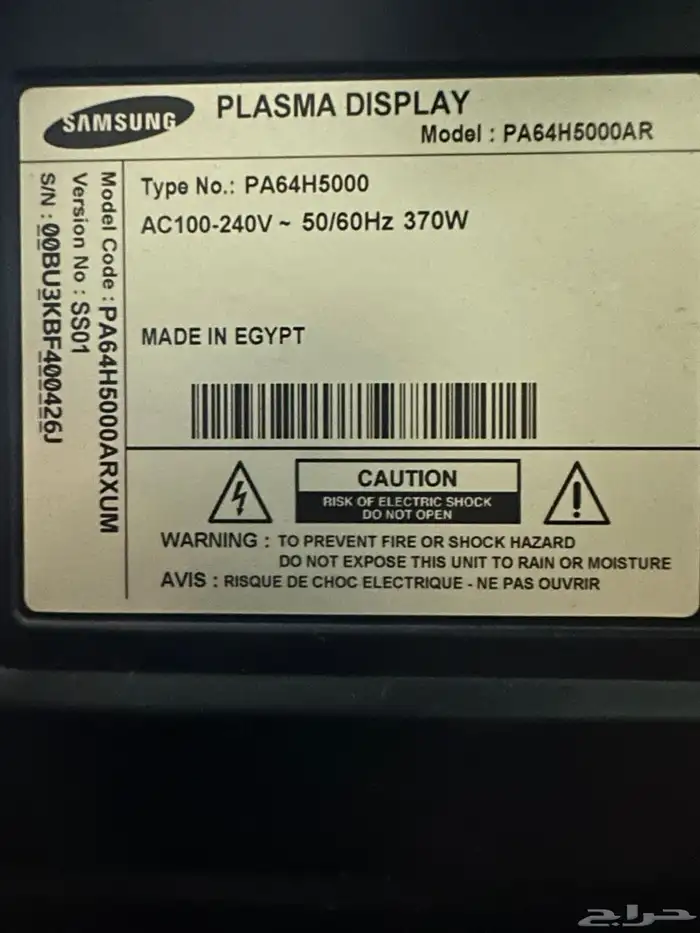 SAMSUNG
PLASMA DISPLAY
Model : PA64H5000AR
Type No.: PA64H5000
AC100-240V ~ 50/60Hz 370W
MADE IN EGYPT
Model Code : PA64H5000ARXUM
Version No : SS01
S/N : 00BU3KBF400426J
CAUTION
RISK OF ELECTRIC SHOCK
DO NOT OPEN
WARNING : TO PREVENT FIRE OR SHOCK HAZARD
DO NOT EXPOSE THIS UNIT TO RAIN OR MOISTURE
AVIS : RISQUE DE CHOC ELECTRIQUE - NE PAS OUVRIR
حراج